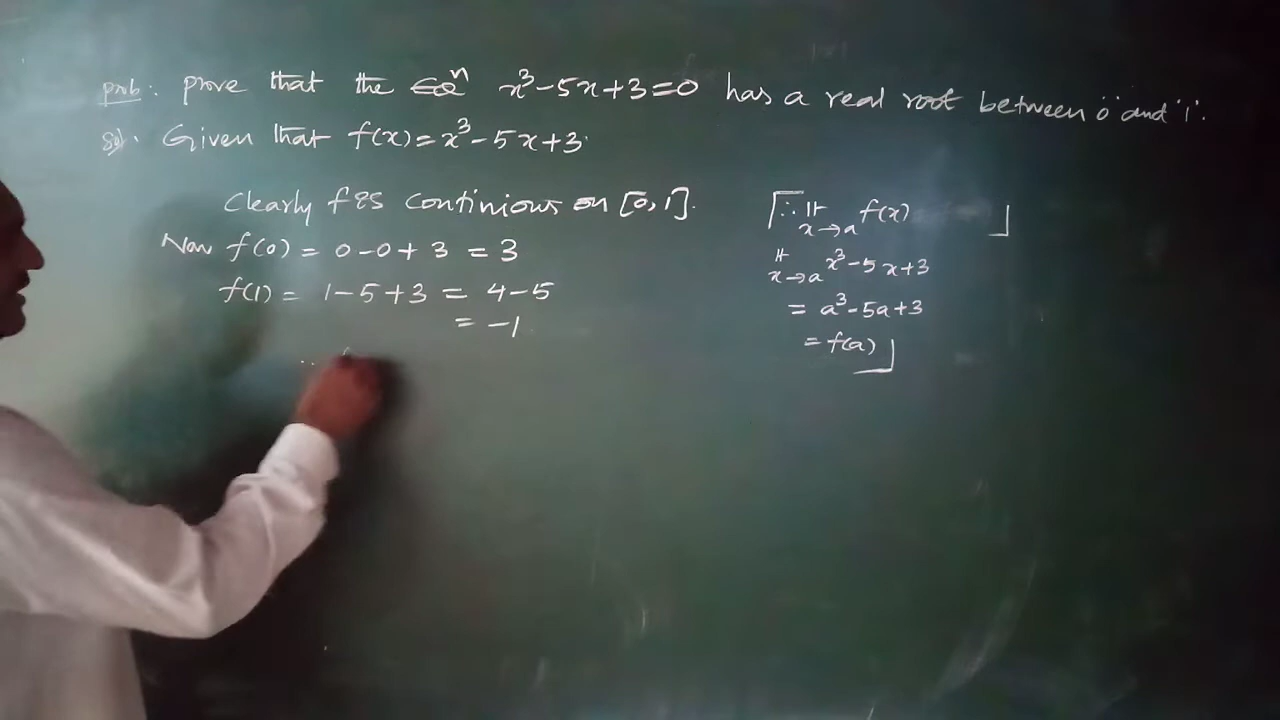 prob: prove that the eqⁿ x³-5x+3=0 has a real root between '0' and '1'.
Sol. Given that f(x)=x³-5x+3.
Clearly f is continious on [0,1].
Now f(0) = 0-0+3 = 3
f(1) = 1-5+3 = 4-5
= -1
∴ f
[∵ lt x→a f(x) ]
lt x→a x³-5x+3
= a³-5a+3
= f(a)]